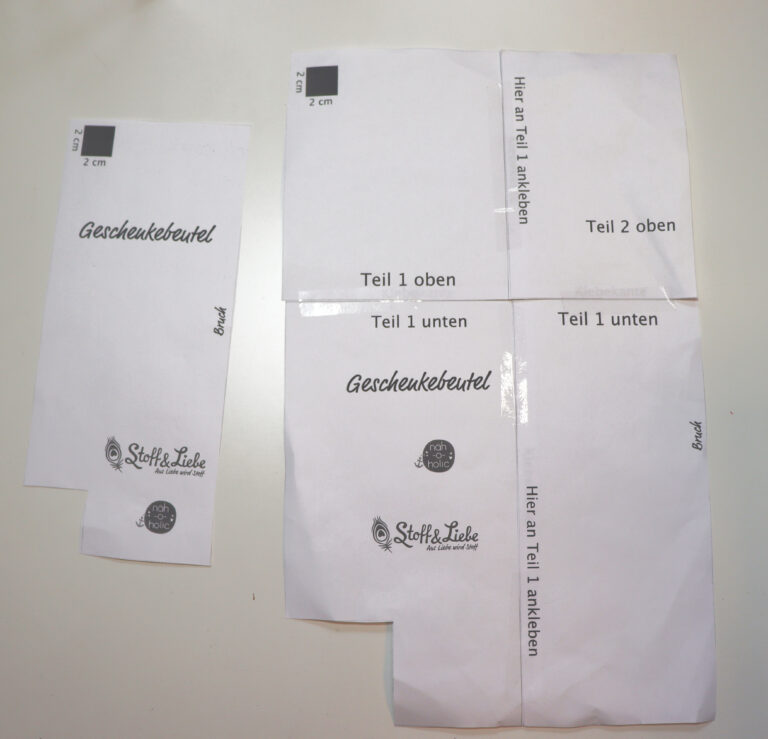 2 cm
2 cm
Geschenkebeutel
Bruch
Stoff&Liebe
Aus Liebe wird Stoff
näh
-o-
holic
2 cm
2 cm
Hier an Teil 1 ankleben
Teil 2 oben
Teil 1 oben
Klebekante
Teil 1 unten
Teil 1 unten
Geschenkebeutel
Bruch
näh
-o-
holic
Stoff&Liebe
Aus Liebe wird Stoff
Hier an Teil 1 ankleben